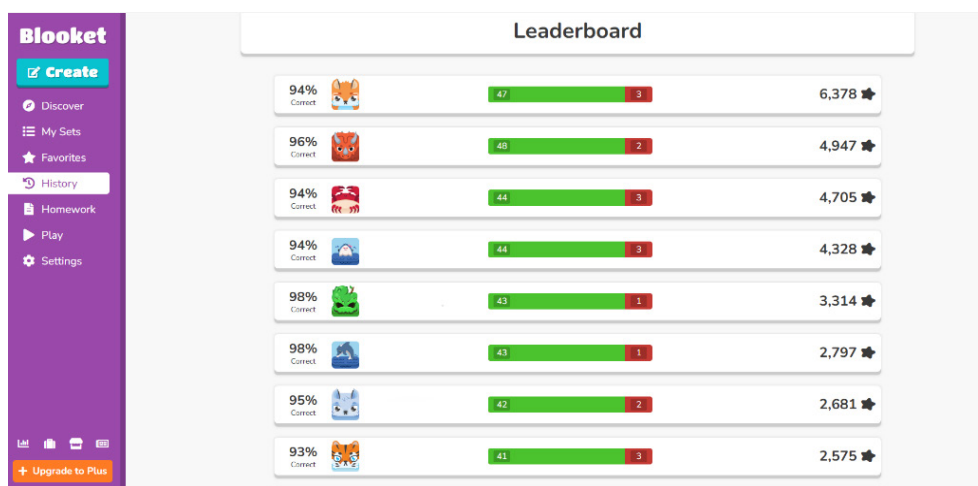 Blooket
Create
Discover
My Sets
Favorites
History
Homework
Play
Settings
Upgrade to Plus
Leaderboard
94% Correct 47 3 6,378
96% Correct 48 2 4,947
94% Correct 44 3 4,705
94% Correct 44 3 4,328
98% Correct 43 1 3,314
98% Correct 43 1 2,797
95% Correct 42 2 2,681
93% Correct 41 3 2,575